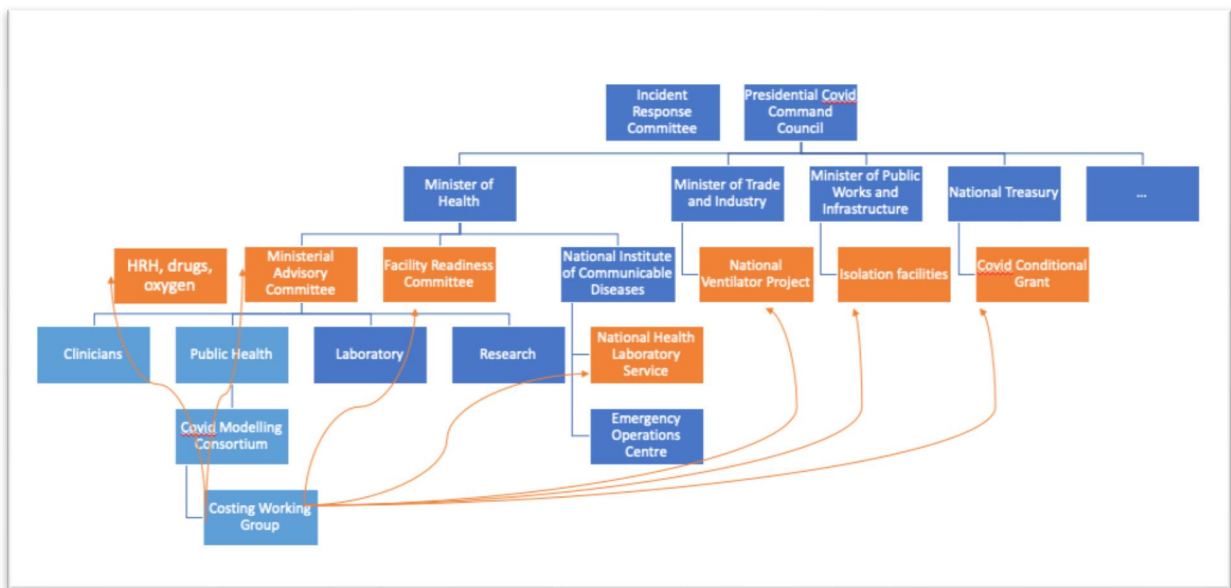 Incident
Response
Committee
Presidential Covid
Command
Council
Minister of
Health
Minister of Trade
and Industry
Minister of Public
Works and
Infrastructure
National Treasury
...
HRH, drugs,
oxygen
Ministerial
Advisory
Committee
Facility Readiness
Committee
National Institute
of Communicable
Diseases
National
Ventilator Project
Isolation facilities
Covid Conditional
Grant
Clinicians
Public Health
Laboratory
Research
National Health
Laboratory
Service
Covid Modelling
Consortium
Emergency
Operations
Centre
Costing Working
Group